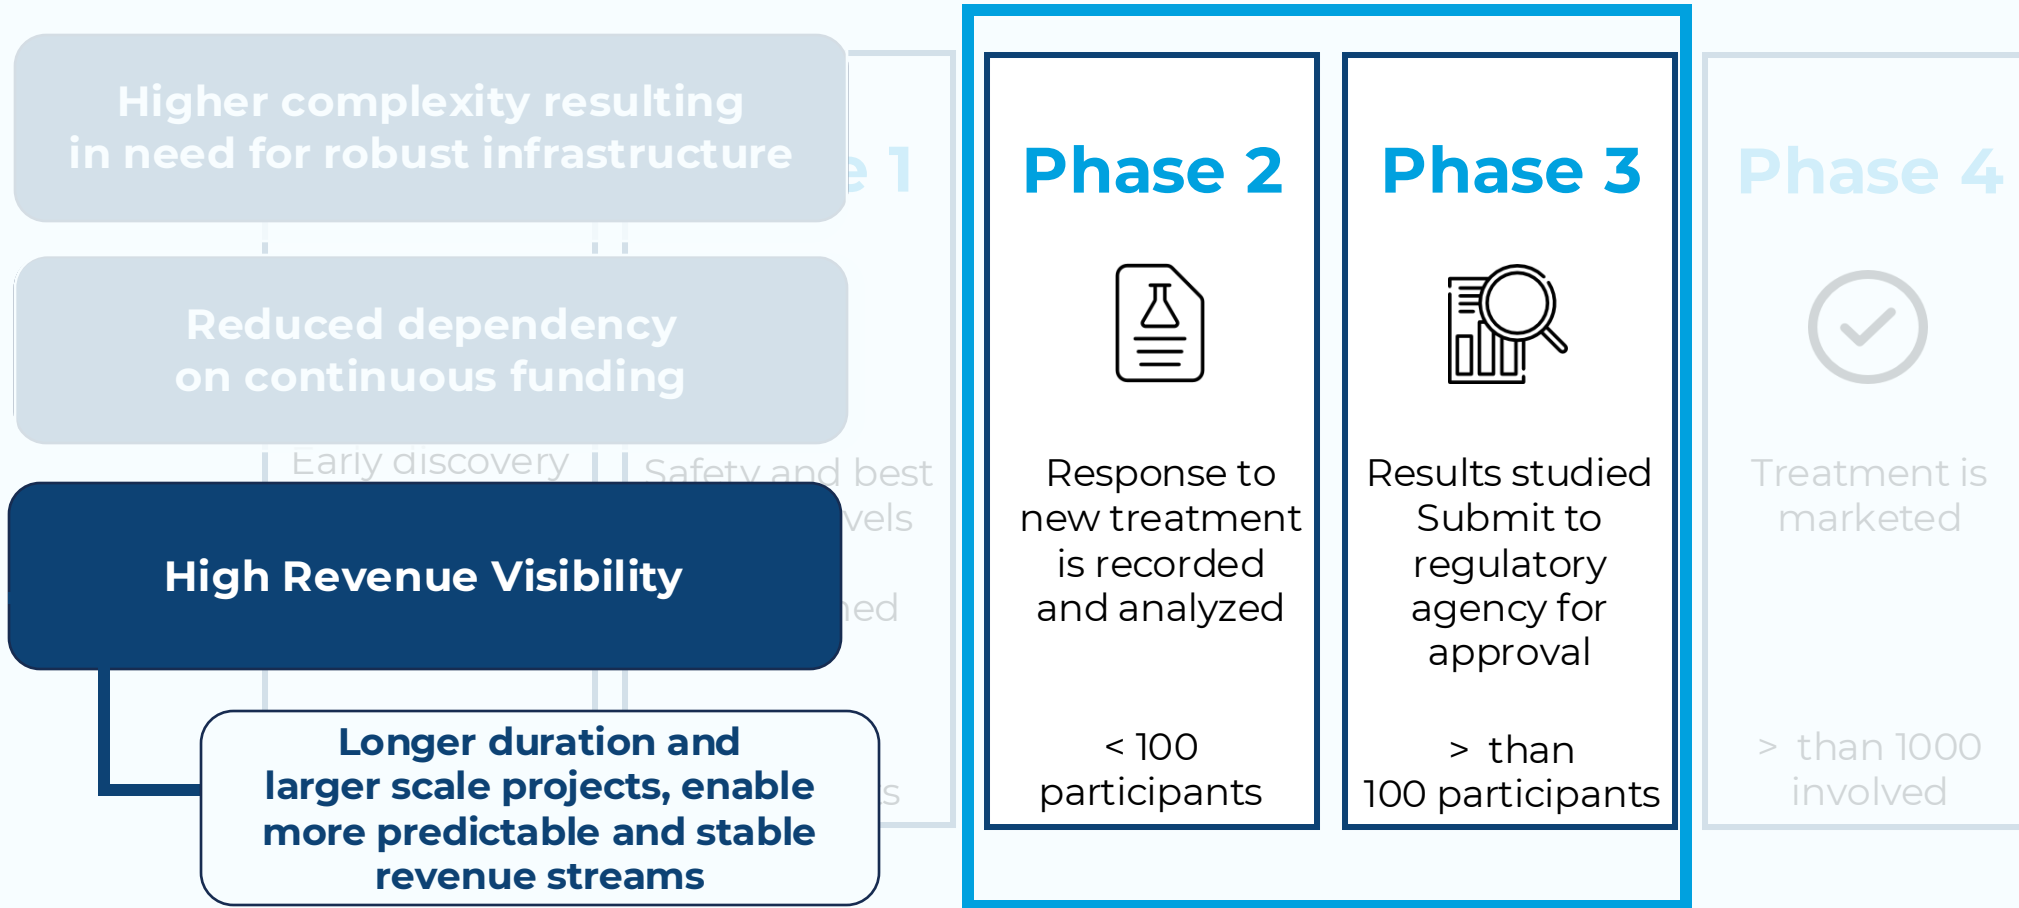 Higher complexity resulting
in need for robust infrastructure
Reduced dependency
on continuous funding
High Revenue Visibility
Longer duration and
larger scale projects, enable
more predictable and stable
revenue streams
Early discovery
1
Safety and best
Phase 2
Response to
new treatment
is recorded
and analyzed
< 100
participants
Phase 3
Results studied
Submit to
regulatory
agency for
approval
> than
100 participants
Phase 4
Treatment is
marketed
> than 1000
involved